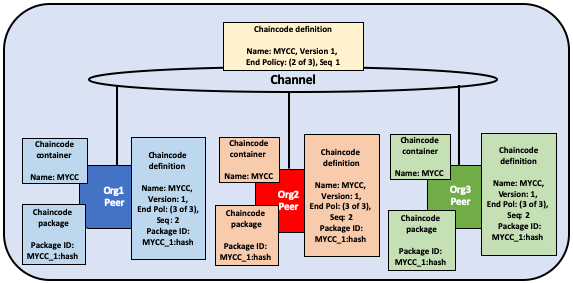 Chaincode definition
Name: MYCC, Version 1,
End Policy: (2 of 3), Seq 1
Channel
Chaincode
container
Name: MYCC
Org1
Peer
Chaincode
package
Package ID:
MYCC_1:hash
Chaincode
definition
Name: MYCC,
Version: 1,
End Pol: (3 of 3),
Seq: 2
Package ID:
MYCC_1:hash
Chaincode
container
Name: MYCC
Org2
Peer
Chaincode
package
Package ID:
MYCC_1:hash
Chaincode
definition
Name: MYCC,
Version: 1,
End Pol: (3 of 3),
Seq: 2
Package ID:
MYCC_1:hash
Chaincode
container
Name: MYCC
Org3
Peer
Chaincode
package
Package ID:
MYCC_1:hash
Chaincode
definition
Name: MYCC,
Version: 1,
End Pol: (3 of 3),
Seq: 2
Package ID:
MYCC_1:hash